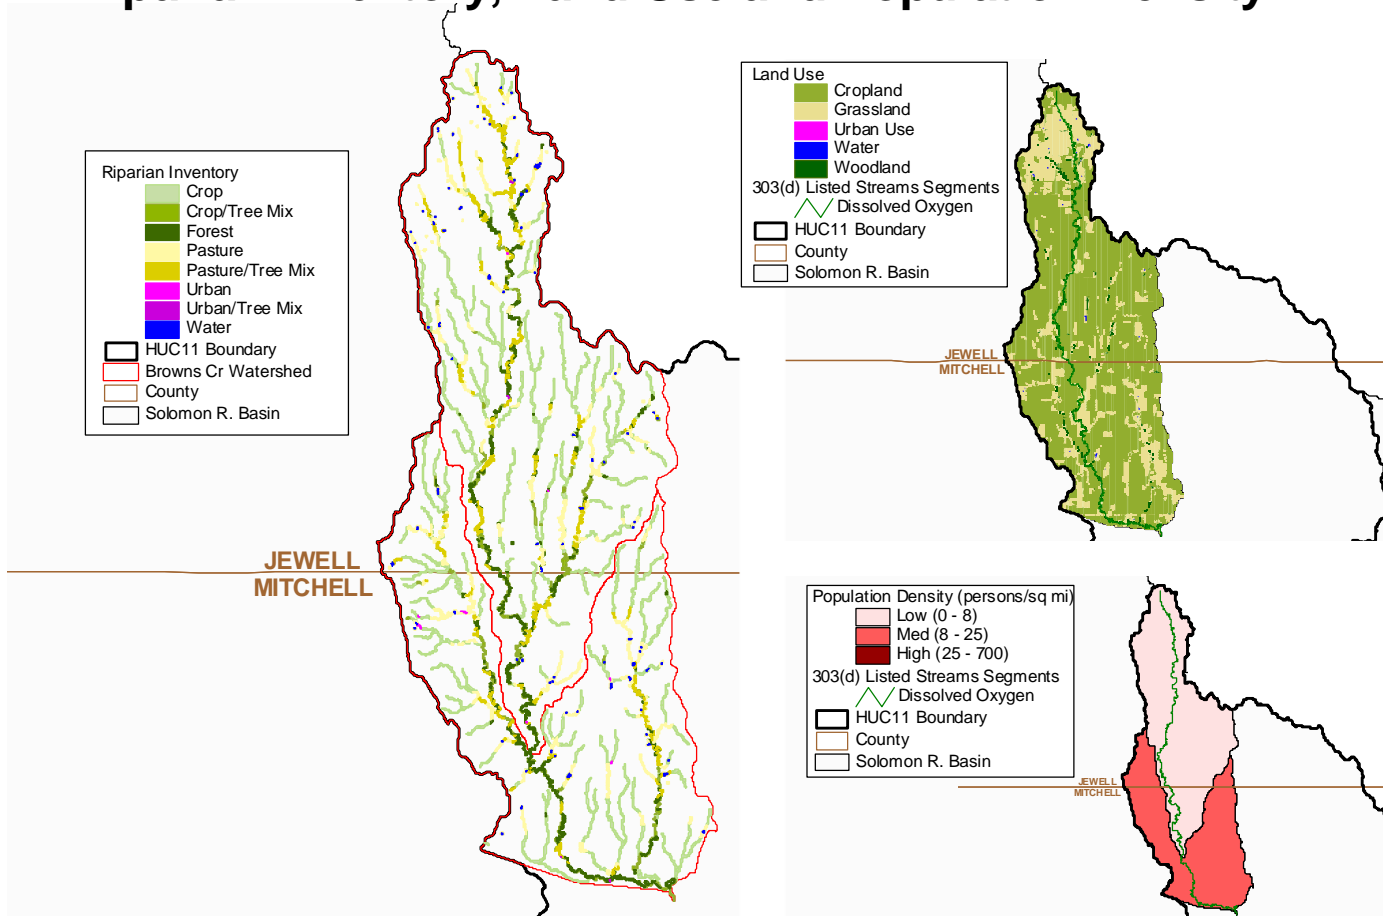 Riparian Inventory
Crop
Crop/Tree Mix
Forest
Pasture
Pasture/Tree Mix
Urban
Urban/Tree Mix
Water
HUC11 Boundary
Browns Cr Watershed
County
Solomon R. Basin
JEWELL
MITCHELL
Land Use
Cropland
Grassland
Urban Use
Water
Woodland
303(d) Listed Streams Segments
Dissolved Oxygen
HUC11 Boundary
County
Solomon R. Basin
JEWELL
MITCHELL
Population Density (persons/sq mi)
Low (0 - 8)
Med (8 - 25)
High (25 - 700)
303(d) Listed Streams Segments
Dissolved Oxygen
HUC11 Boundary
County
Solomon R. Basin
JEWELL
MITCHELL